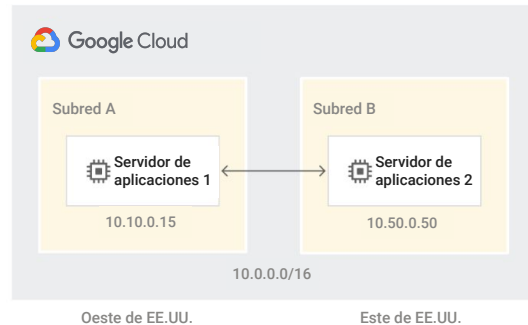 Google Cloud
Subred A
Servidor de
aplicaciones 1
10.10.0.15
Subred B
Servidor de
aplicaciones 2
10.50.0.50
10.0.0.0/16
Oeste de EE.UU.
Este de EE.UU.